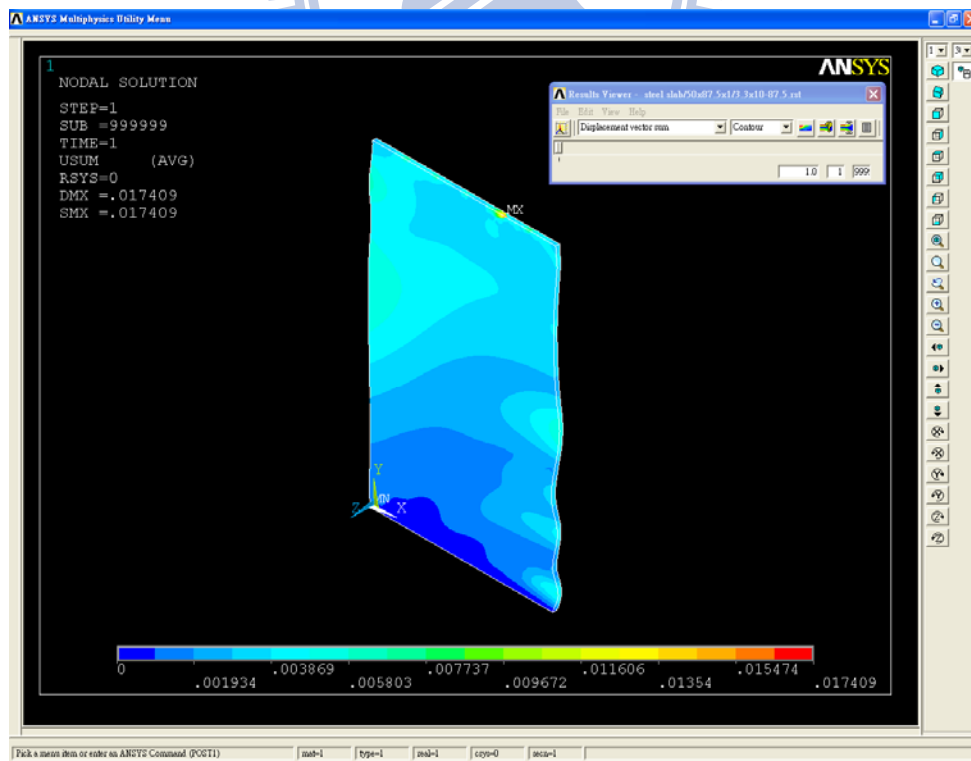 ANSYS Multiphysics Utility Menu
1
ANSYS
NODAL SOLUTION
STEP=1
SUB =999999
TIME=1
USUM (AVG)
RSYS=0
DMX =.017409
SMX =.017409
Results Viewer - steel slab/50x87.5x1/3.3x10-87.5.rst
File Edit View Help
Displacement vector sum
Contour
1.0 1 999
MX
Y
MN
Z X
0 .003869 .007737 .011606 .015474
.001934 .005803 .009672 .01354 .017409
Pick a menu item or enter an ANSYS Command (POST1) mat=1 type=1 real=1 csys=0 secn=1